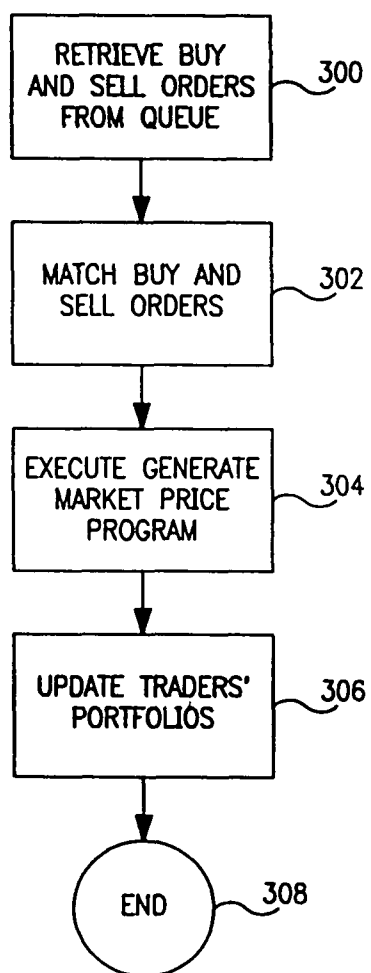 RETRIEVE BUY
AND SELL ORDERS
FROM QUEUE
300
MATCH BUY AND
SELL ORDERS
302
EXECUTE GENERATE
MARKET PRICE
PROGRAM
304
UPDATE TRADERS'
PORTFOLIOS
306
END
308